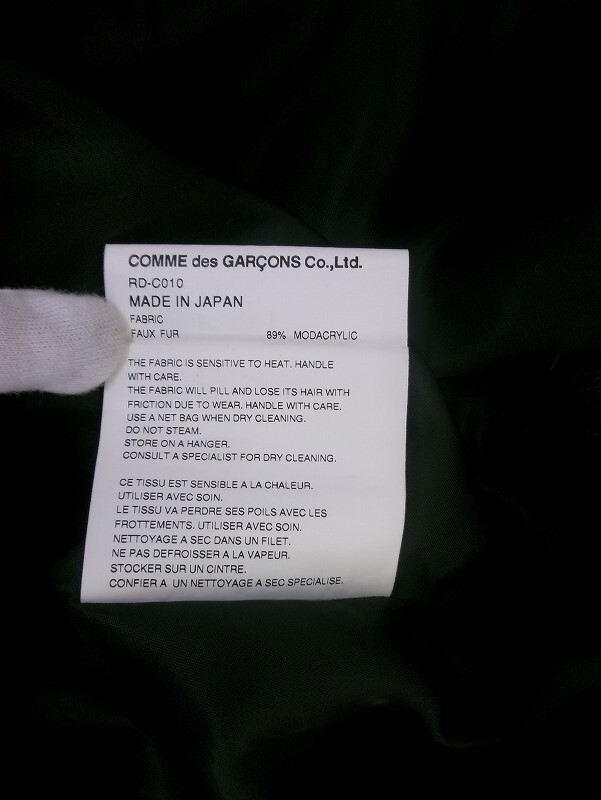 COMME des GARÇONS Co.,Ltd.
RD-C010
MADE IN JAPAN
FABRIC
FAUX FUR 89% MODACRYLIC
THE FABRIC IS SENSITIVE TO HEAT. HANDLE
WITH CARE.
THE FABRIC WILL PILL AND LOSE ITS HAIR WITH
FRICTION DUE TO WEAR. HANDLE WITH CARE.
USE A NET BAG WHEN DRY CLEANING.
DO NOT STEAM.
STORE ON A HANGER.
CONSULT A SPECIALIST FOR DRY CLEANING.
CE TISSU EST SENSIBLE A LA CHALEUR.
UTILISER AVEC SOIN.
LE TISSU VA PERDRE SES POILS AVEC LES
FROTTEMENTS. UTILISER AVEC SOIN.
NETTOYAGE A SEC DANS UN FILET.
NE PAS DEFROISSER A LA VAPEUR.
STOCKER SUR UN CINTRE.
CONFIER A UN NETTOYAGE A SEC SPECIALISE.